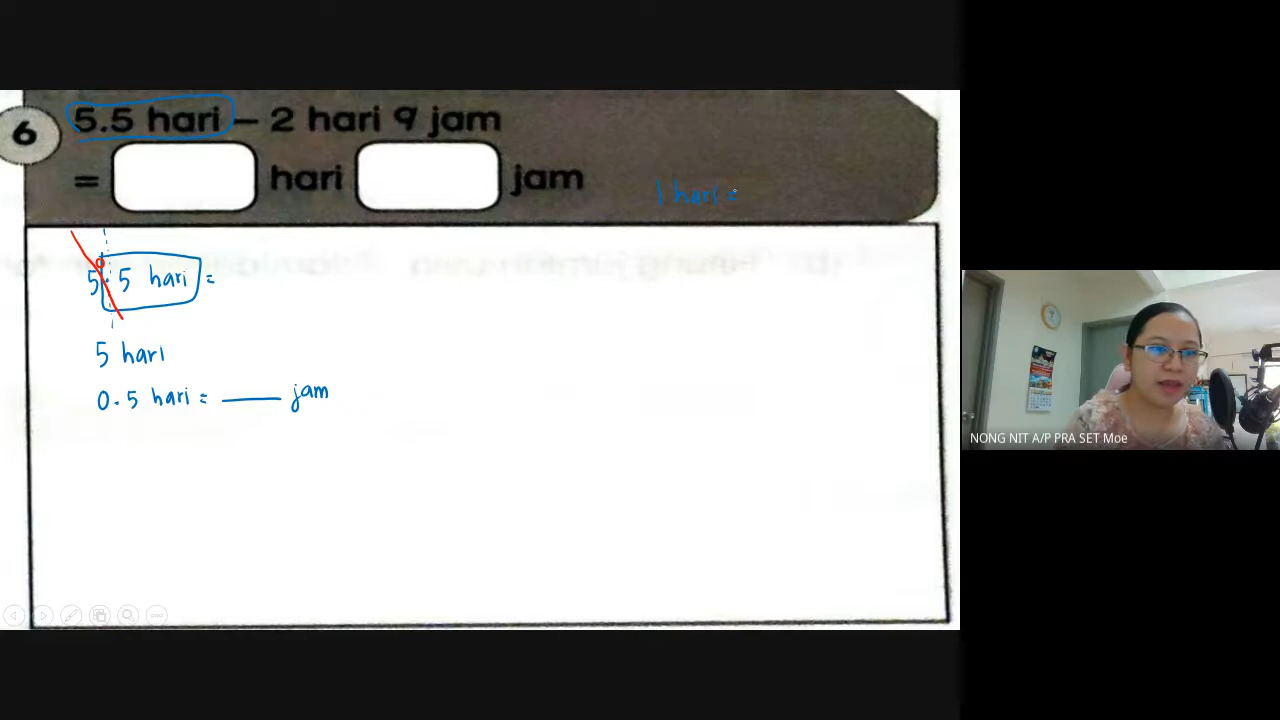 6 5.5 hari – 2 hari 9 jam
= hari jam
1 hari =
0
5.5 hari =
5 hari
0.5 hari = ____ jam
NONG NIT A/P PRA SET Moe